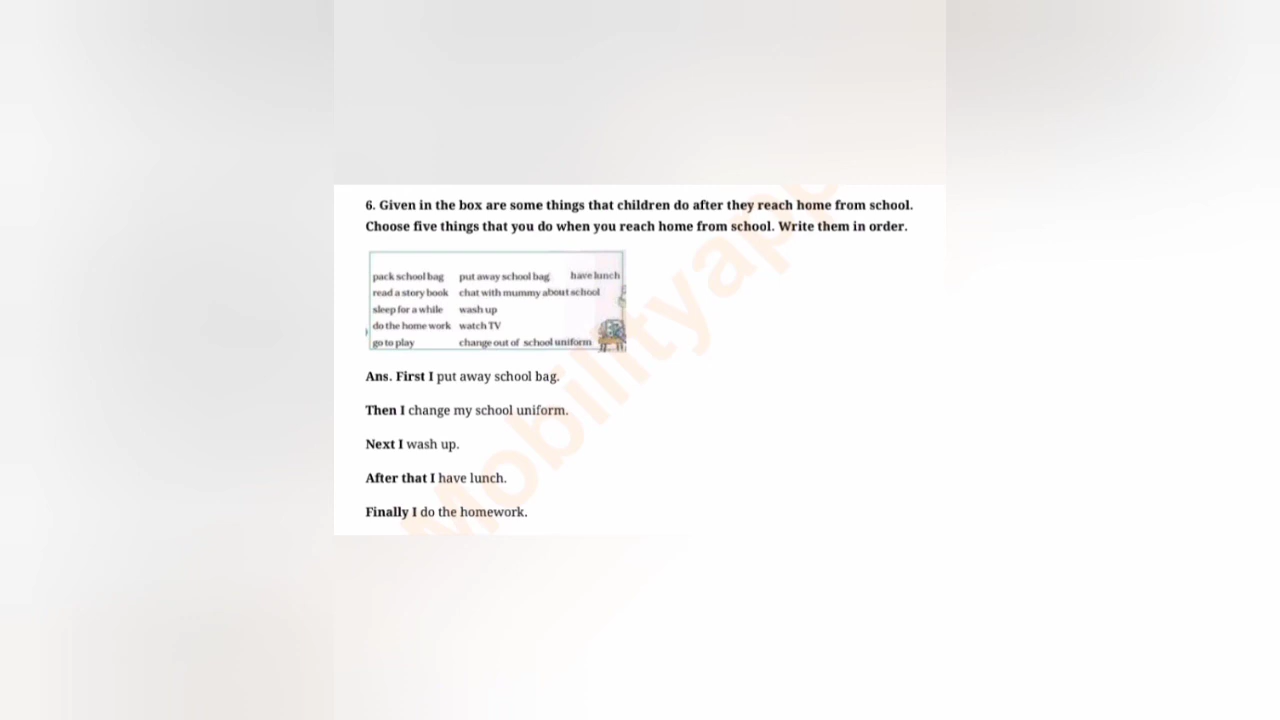 6. Given in the box are some things that children do after they reach home from school.
Choose five things that you do when you reach home from school. Write them in order.
pack school bag put away school bag have lunch
read a story book chat with mummy about school
sleep for a while wash up
do the home work watch TV
go to play change out of school uniform
Ans. First I put away school bag.
Then I change my school uniform.
Next I wash up.
After that I have lunch.
Finally I do the homework.
Mobilityapp